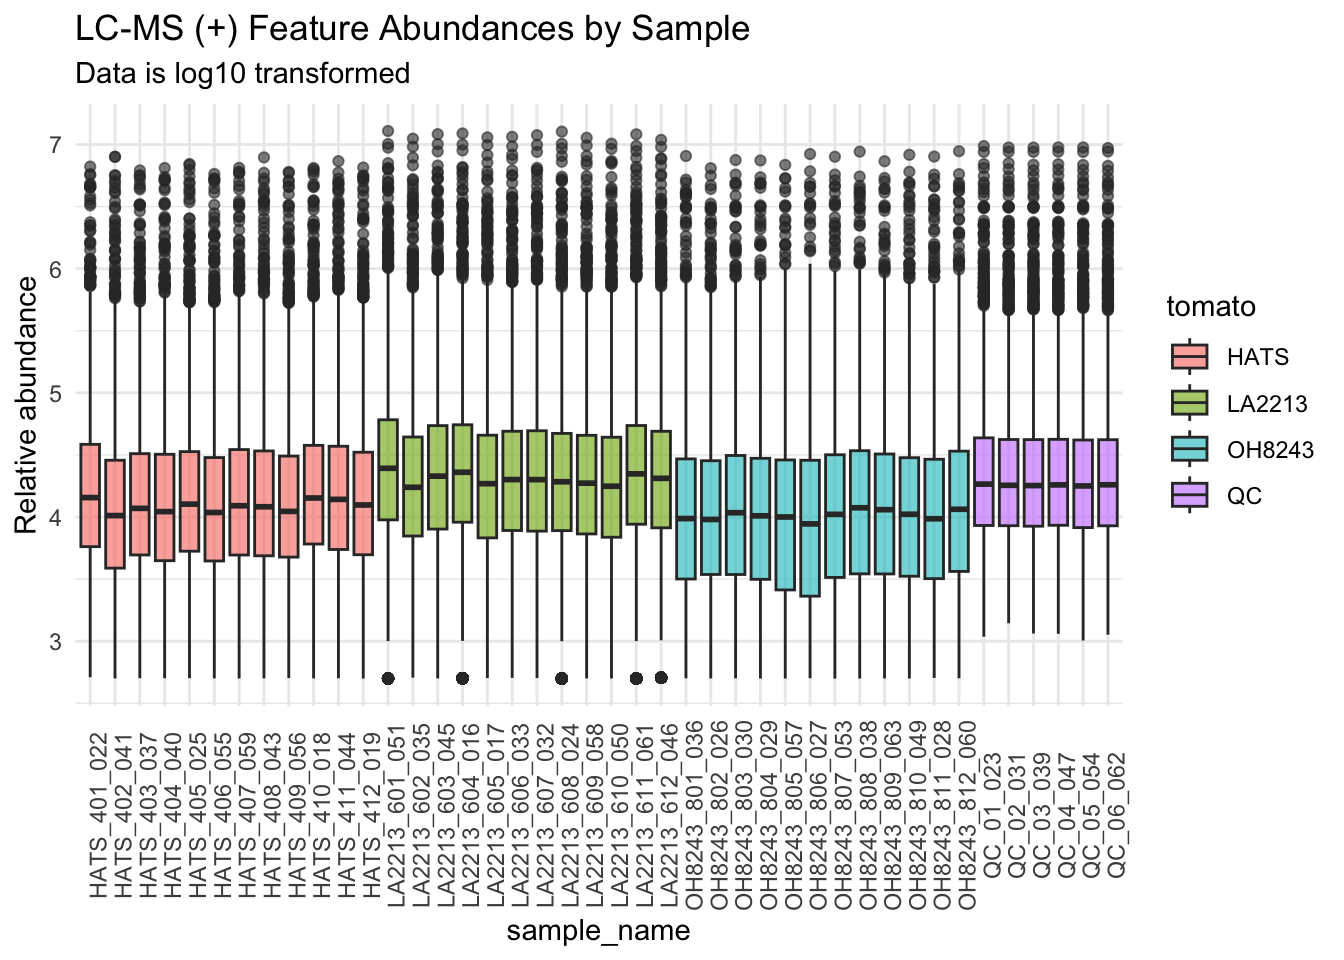 LC-MS (+) Feature Abundances by Sample
Data is log10 transformed
Relative abundance
7
6
5
4
3
HATS_401_022
HATS_402_041
HATS_403_037
HATS_404_040
HATS_405_025
HATS_406_055
HATS_407_059
HATS_408_043
HATS_409_056
HATS_410_018
HATS_411_044
HATS_412_019
LA2213_601_051
LA2213_602_035
LA2213_603_045
LA2213_604_016
LA2213_605_017
LA2213_606_033
LA2213_607_032
LA2213_608_024
LA2213_609_058
LA2213_610_050
LA2213_611_061
LA2213_612_046
OH8243_801_036
OH8243_802_026
OH8243_803_030
OH8243_804_029
OH8243_805_057
OH8243_806_027
OH8243_807_053
OH8243_808_038
OH8243_809_063
OH8243_810_049
OH8243_811_028
OH8243_812_060
QC_01_023
QC_02_031
QC_03_039
QC_04_047
QC_05_054
QC_06_062
sample_name
tomato
HATS
LA2213
OH8243
QC